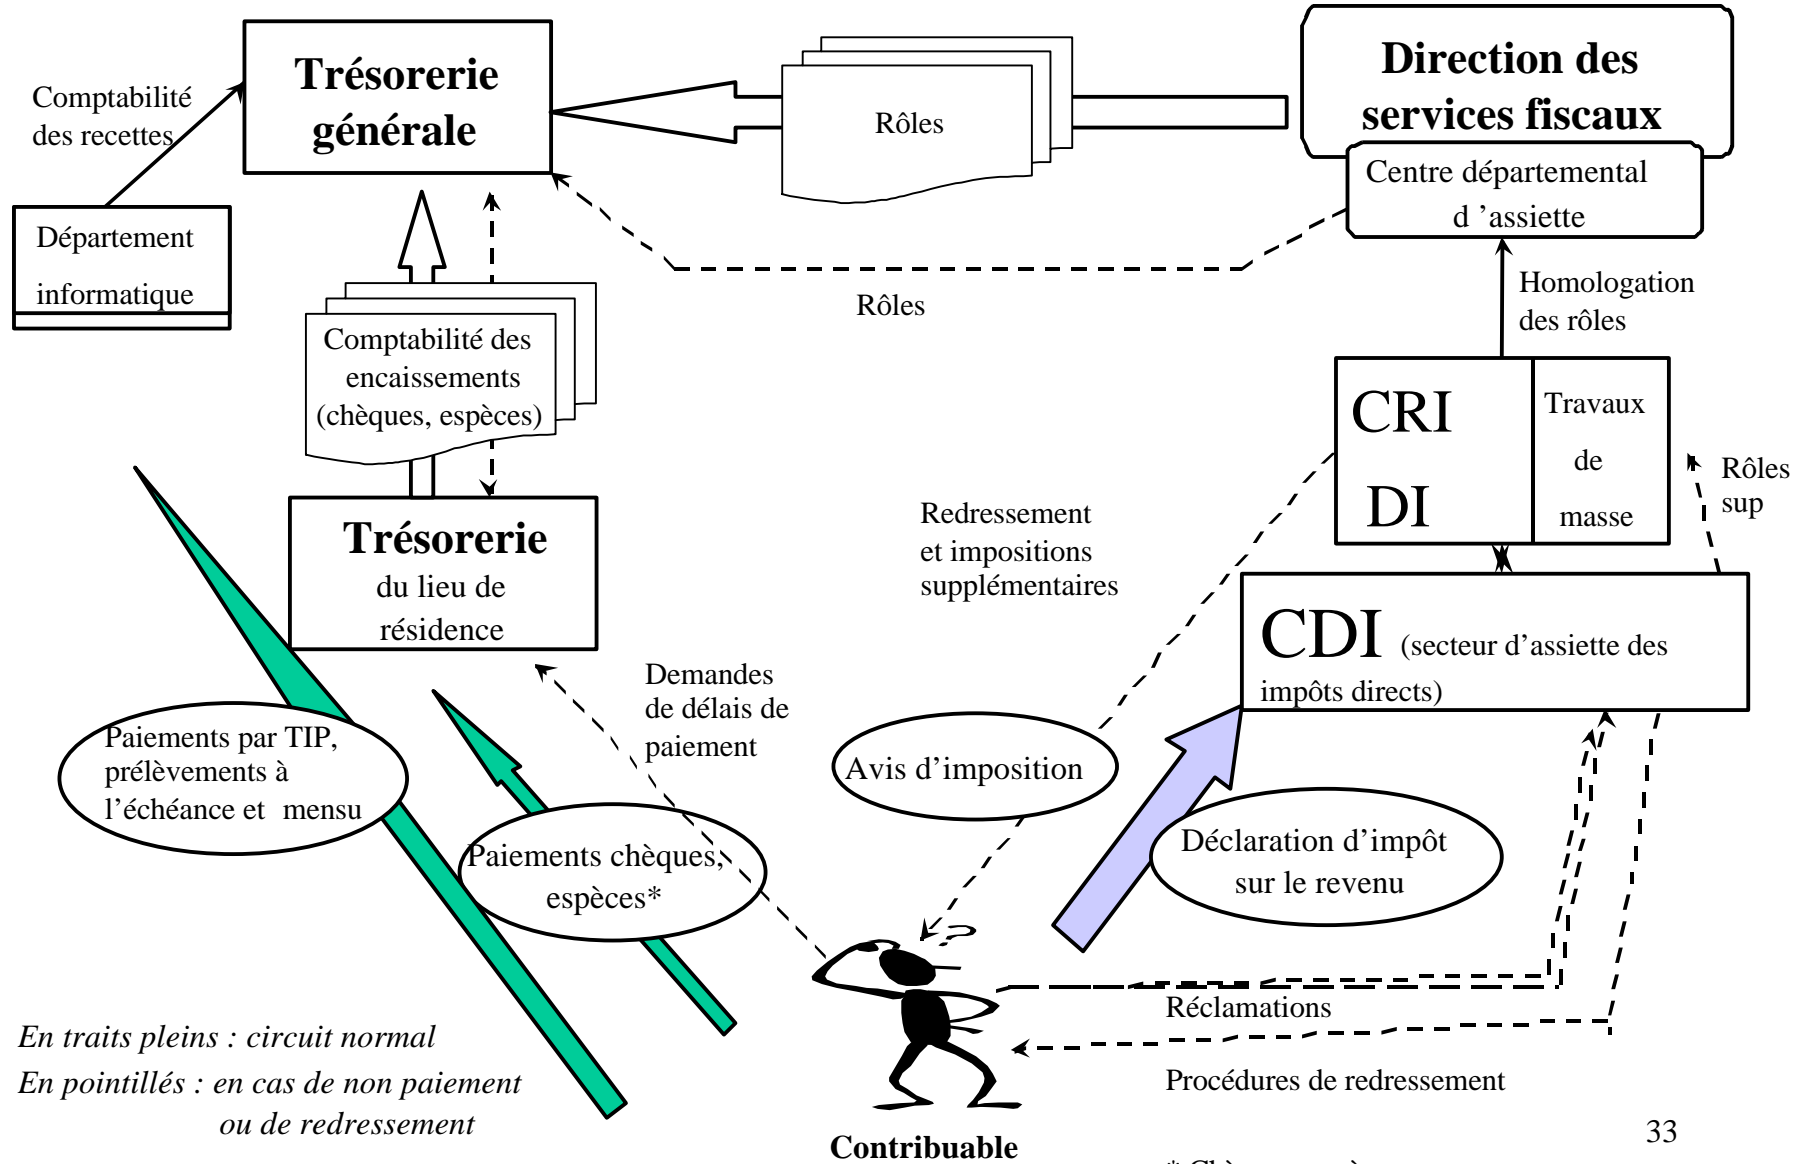 Trésorerie
générale
Direction des
services fiscaux
Centre départemental
d ’assiette
Rôles
Comptabilité
des recettes
Département
informatique
Rôles
Homologation
des rôles
Comptabilité des
encaissements
(chèques, espèces)
CRI
DI
Travaux
de
masse
Rôles
sup
Trésorerie
du lieu de
résidence
Redressement
et impositions
supplémentaires
CDI (secteur d’assiette des
impôts directs)
Demandes
de délais de
paiement
Paiements par TIP,
prélèvements à
l’échéance et mensu
Avis d’imposition
Paiements chèques,
espèces*
Déclaration d’impôt
sur le revenu
?
Réclamations
Procédures de redressement
En traits pleins : circuit normal
En pointillés : en cas de non paiement
ou de redressement
Contribuable
33